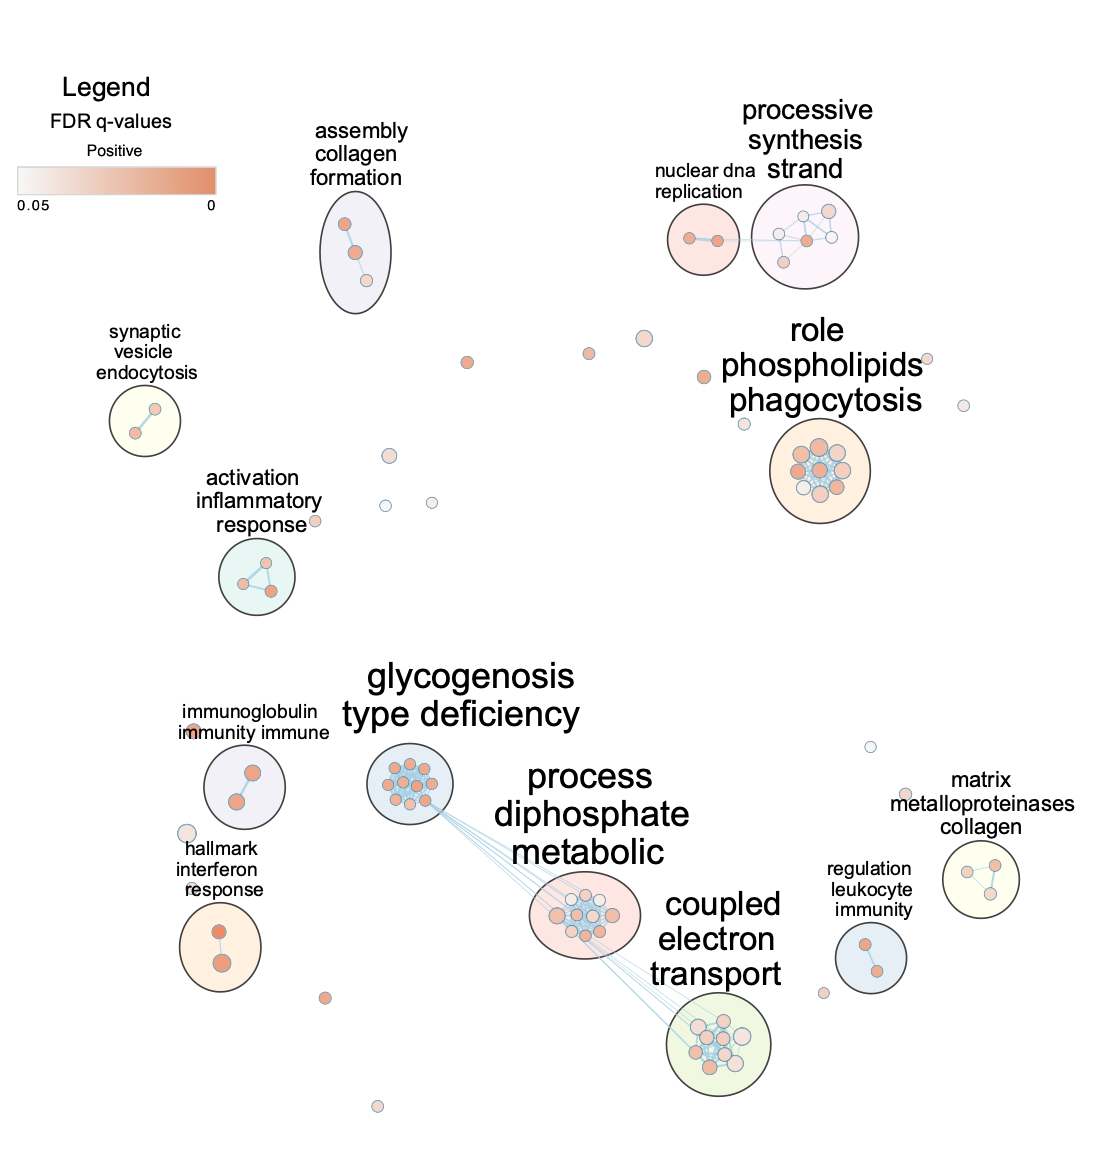 Legend
FDR q-values
Positive
0.05 0
assembly
collagen
formation
processive
synthesis
strand
nuclear dna
replication
synaptic
vesicle
endocytosis
role
phospholipids
phagocytosis
activation
inflammatory
response
glycogenosis
type deficiency
immunoglobulin
immunity immune
process
diphosphate
metabolic
hallmark
interferon
response
coupled
electron
transport
matrix
metalloproteinases
collagen
regulation
leukocyte
immunity